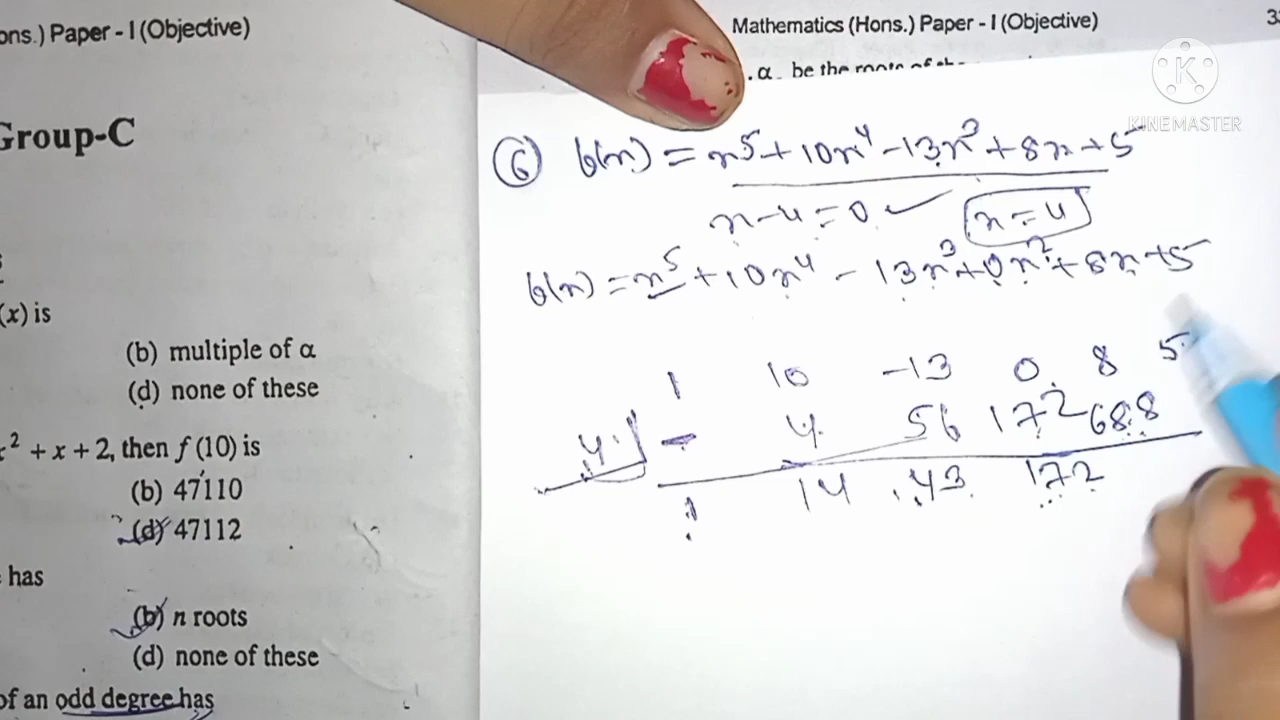 ons.) Paper - I (Objective)
Group-C
(x) is
(b) multiple of α
(d) none of these
x² + x + 2, then f (10) is
(b) 47110
(d) 47112
has
(b) n roots
(d) none of these
of an odd degree has
Mathematics (Hons.) Paper - I (Objective)
α be the roots of
KINEMASTER
6 f(x) = x⁵ + 10x⁴ - 13x³ + 8x + 5
x - 4 = 0 x = 4
f(x) = x⁵ + 10x⁴ - 13x³ + 0x² + 8x + 5
1 10 -13 0 8 5
4 - 4 56 172 688
1 14 43 172